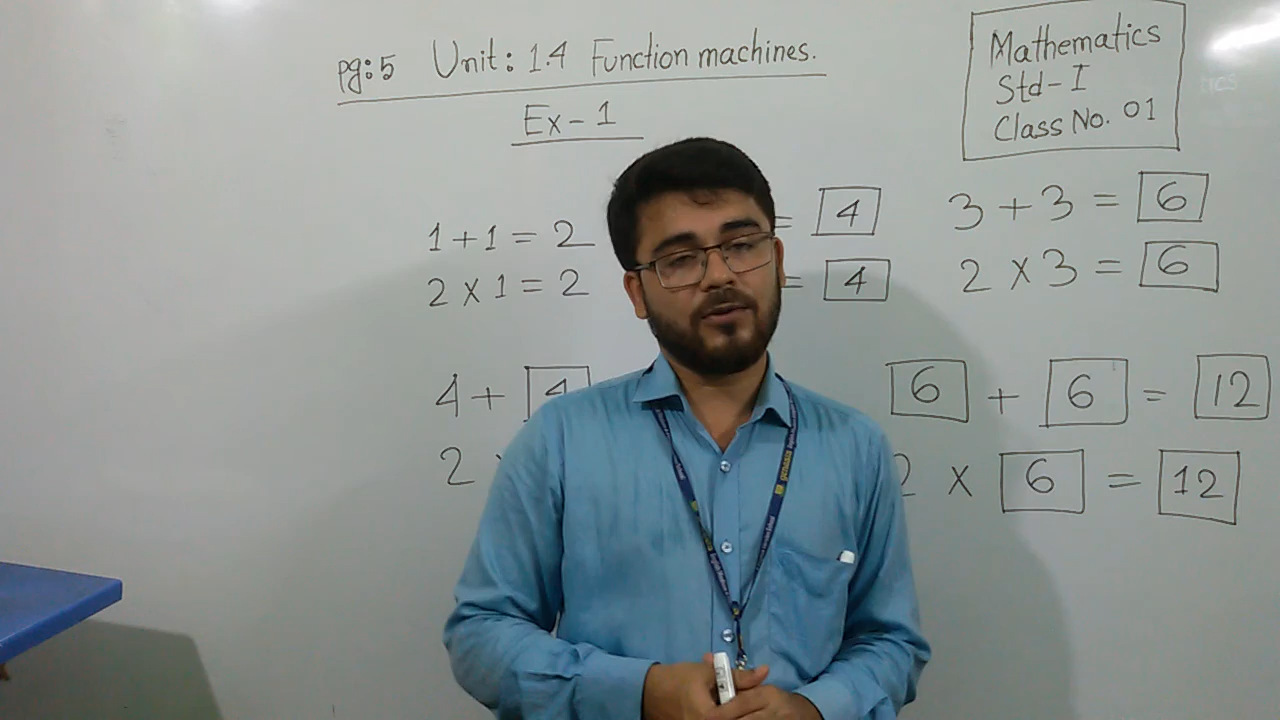 pg:5 Unit: 1.4 Function machines.
Ex-1
Mathematics
Std-I
Class No. 01
1+1=2
2 x 1 = 2
= 4
= 4
3 + 3 = 6
2 x 3 = 6
4 + 4
2
6 + 6 = 12
2 x 6 = 12